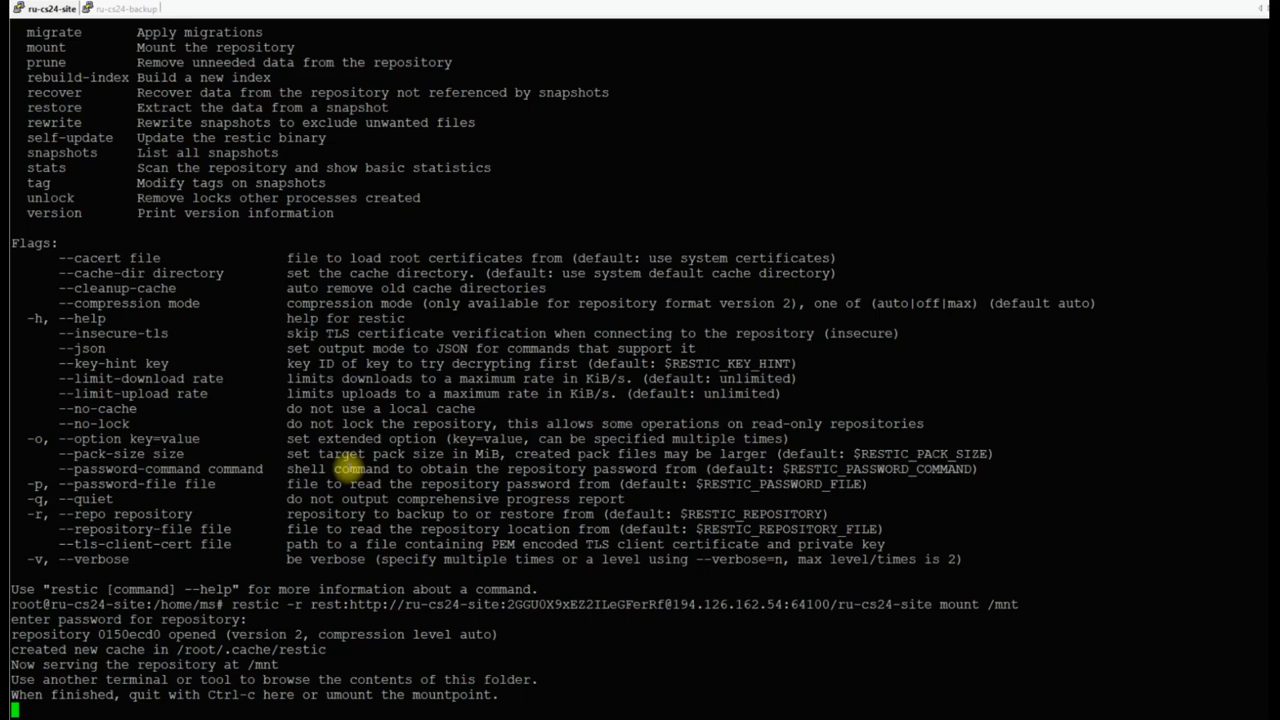 ru-cs24-site ru-cs24-backup 4
migrate Apply migrations
mount Mount the repository
prune Remove unneeded data from the repository
rebuild-index Build a new index
recover Recover data from the repository not referenced by snapshots
restore Extract the data from a snapshot
rewrite Rewrite snapshots to exclude unwanted files
self-update Update the restic binary
snapshots List all snapshots
stats Scan the repository and show basic statistics
tag Modify tags on snapshots
unlock Remove locks other processes created
version Print version information
Flags:
--cacert file file to load root certificates from (default: use system certificates)
--cache-dir directory set the cache directory. (default: use system default cache directory)
--cleanup-cache auto remove old cache directories
--compression mode compression mode (only available for repository format version 2), one of (auto|off|max) (default auto)
-h, --help help for restic
--insecure-tls skip TLS certificate verification when connecting to the repository (insecure)
--json set output mode to JSON for commands that support it
--key-hint key key ID of key to try decrypting first (default: $RESTIC_KEY_HINT)
--limit-download rate limits downloads to a maximum rate in KiB/s. (default: unlimited)
--limit-upload rate limits uploads to a maximum rate in KiB/s. (default: unlimited)
--no-cache do not use a local cache
--no-lock do not lock the repository, this allows some operations on read-only repositories
-o, --option key=value set extended option (key=value, can be specified multiple times)
--pack-size size set target pack size in MiB, created pack files may be larger (default: $RESTIC_PACK_SIZE)
--password-command command shell command to obtain the repository password from (default: $RESTIC_PASSWORD_COMMAND)
-p, --password-file file file to read the repository password from (default: $RESTIC_PASSWORD_FILE)
-q, --quiet do not output comprehensive progress report
-r, --repo repository repository to backup to or restore from (default: $RESTIC_REPOSITORY)
--repository-file file file to read the repository location from (default: $RESTIC_REPOSITORY_FILE)
--tls-client-cert file path to a file containing PEM encoded TLS client certificate and private key
-v, --verbose be verbose (specify multiple times or a level using --verbose=n, max level/times is 2)
Use "restic [command] --help" for more information about a command.
root@ru-cs24-site:/home/ms# restic -r rest:http://ru-cs24-site:2GGU0X9xEZ2ILeGFerRf@194.126.162.54:64100/ru-cs24-site mount /mnt
enter password for repository:
repository 0150ecd0 opened (version 2, compression level auto)
created new cache in /root/.cache/restic
Now serving the repository at /mnt
Use another terminal or tool to browse the contents of this folder.
When finished, quit with Ctrl-c here or umount the mountpoint.